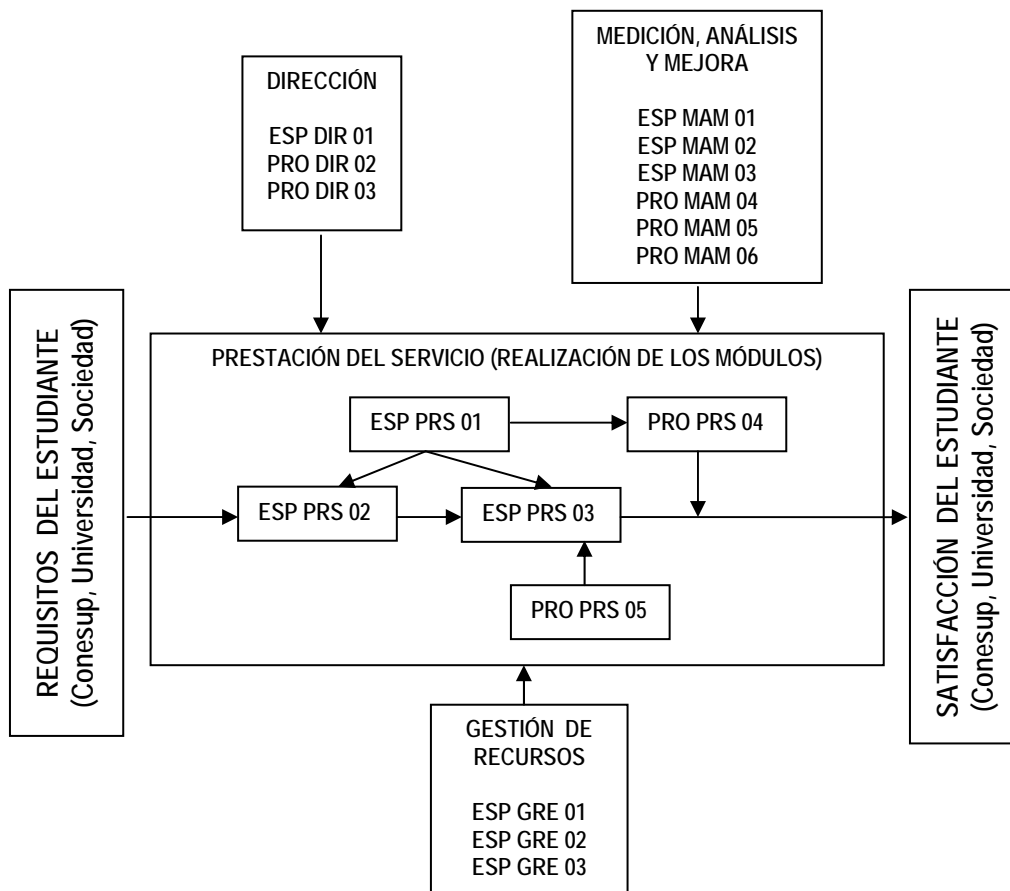 DIRECCIÓN
ESP DIR 01
PRO DIR 02
PRO DIR 03
MEDICIÓN, ANÁLISIS
Y MEJORA
ESP MAM 01
ESP MAM 02
ESP MAM 03
PRO MAM 04
PRO MAM 05
PRO MAM 06
REQUISITOS DEL ESTUDIANTE
(Conesup, Universidad, Sociedad)
PRESTACIÓN DEL SERVICIO (REALIZACIÓN DE LOS MÓDULOS)
ESP PRS 01
PRO PRS 04
ESP PRS 02
ESP PRS 03
PRO PRS 05
SATISFACCIÓN DEL ESTUDIANTE
(Conesup, Universidad, Sociedad)
GESTIÓN DE
RECURSOS
ESP GRE 01
ESP GRE 02
ESP GRE 03